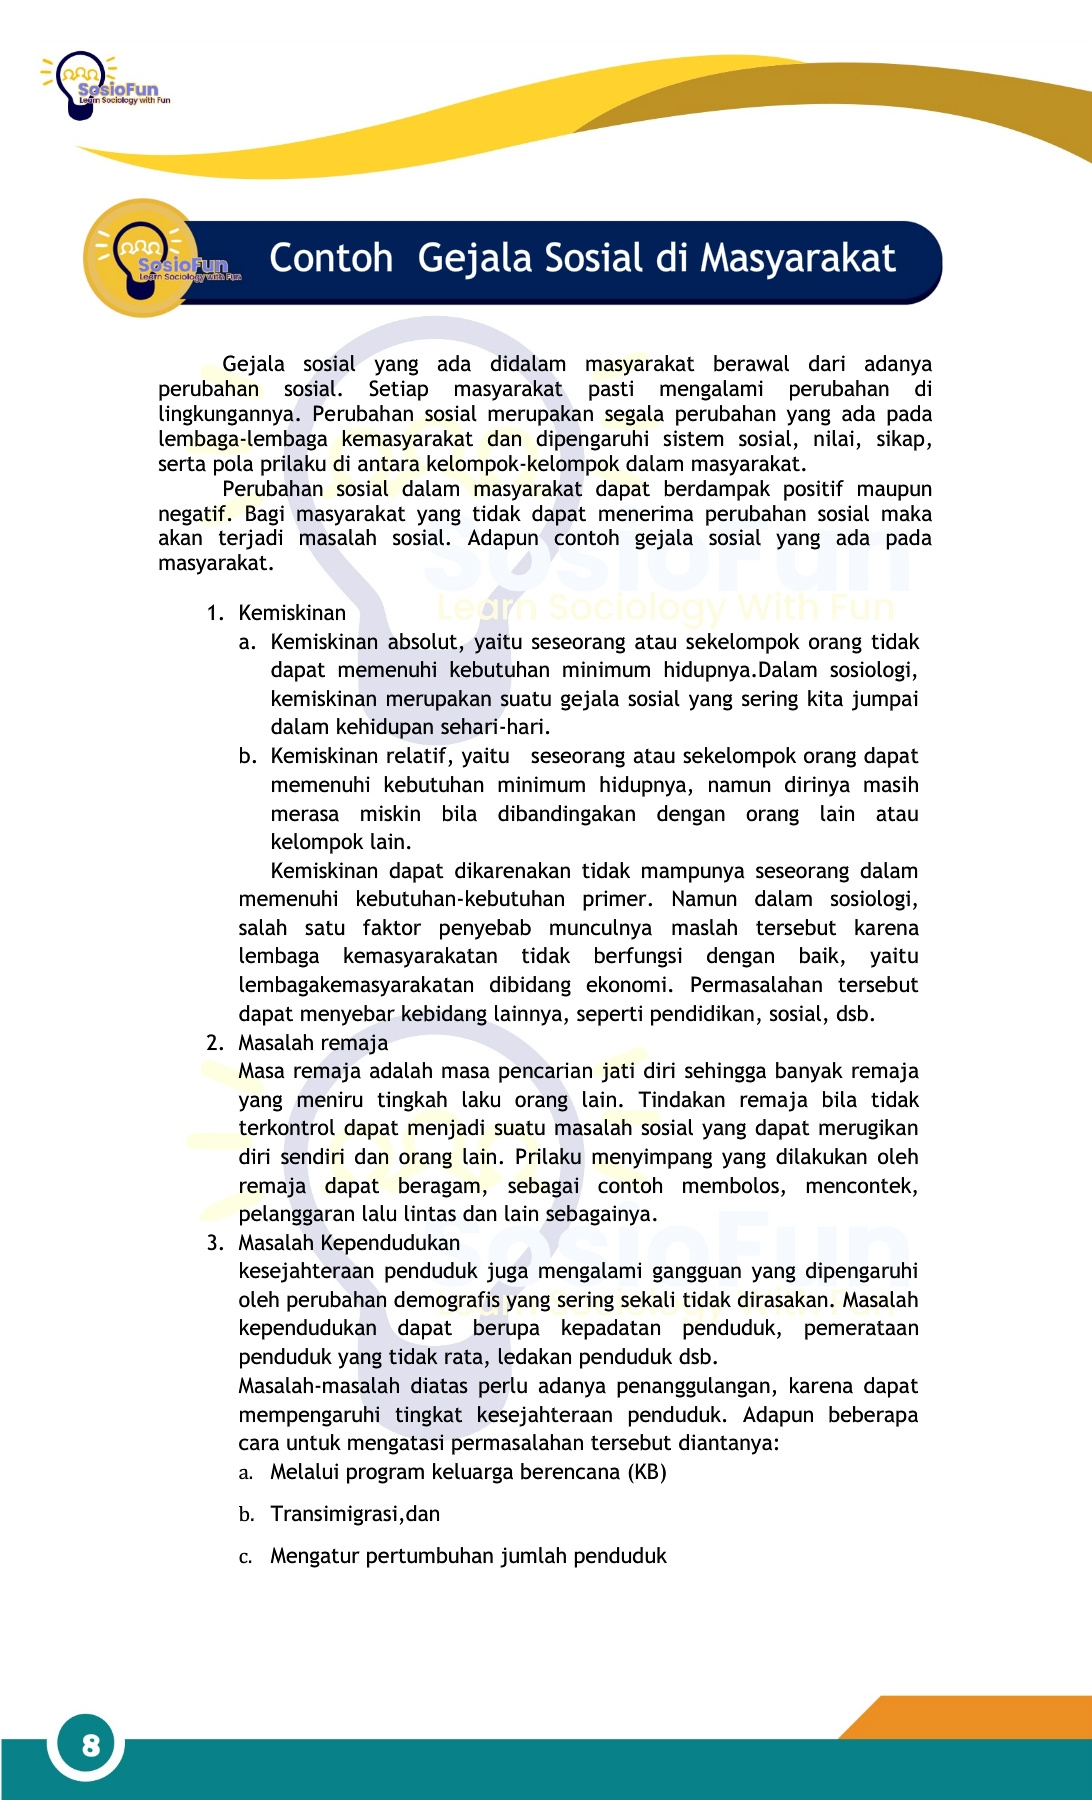 SosioFun
Learn Sociology with Fun
SosioFun
Learn Sociology with Fun
Contoh Gejala Sosial di Masyarakat
Gejala sosial yang ada didalam masyarakat berawal dari adanya
perubahan sosial. Setiap masyarakat pasti mengalami perubahan di
lingkungannya. Perubahan sosial merupakan segala perubahan yang ada pada
lembaga-lembaga kemasyarakat dan dipengaruhi sistem sosial, nilai, sikap,
serta pola prilaku di antara kelompok-kelompok dalam masyarakat.
Perubahan sosial dalam masyarakat dapat berdampak positif maupun
negatif. Bagi masyarakat yang tidak dapat menerima perubahan sosial maka
akan terjadi masalah sosial. Adapun contoh gejala sosial yang ada pada
masyarakat.
SosioFun
Learn Sociology With Fun
1. Kemiskinan
a. Kemiskinan absolut, yaitu seseorang atau sekelompok orang tidak
dapat memenuhi kebutuhan minimum hidupnya.Dalam sosiologi,
kemiskinan merupakan suatu gejala sosial yang sering kita jumpai
dalam kehidupan sehari-hari.
b. Kemiskinan relatif, yaitu seseorang atau sekelompok orang dapat
memenuhi kebutuhan minimum hidupnya, namun dirinya masih
merasa miskin bila dibandingakan dengan orang lain atau
kelompok lain.
Kemiskinan dapat dikarenakan tidak mampunya seseorang dalam
memenuhi kebutuhan-kebutuhan primer. Namun dalam sosiologi,
salah satu faktor penyebab munculnya maslah tersebut karena
lembaga kemasyarakatan tidak berfungsi dengan baik, yaitu
lembagakemasyarakatan dibidang ekonomi. Permasalahan tersebut
dapat menyebar kebidang lainnya, seperti pendidikan, sosial, dsb.
2. Masalah remaja
Masa remaja adalah masa pencarian jati diri sehingga banyak remaja
yang meniru tingkah laku orang lain. Tindakan remaja bila tidak
terkontrol dapat menjadi suatu masalah sosial yang dapat merugikan
diri sendiri dan orang lain. Prilaku menyimpang yang dilakukan oleh
remaja dapat beragam, sebagai contoh membolos, mencontek,
pelanggaran lalu lintas dan lain sebagainya.
SosioFun
Learn Sociology With Fun
3. Masalah Kependudukan
kesejahteraan penduduk juga mengalami gangguan yang dipengaruhi
oleh perubahan demografis yang sering sekali tidak dirasakan. Masalah
kependudukan dapat berupa kepadatan penduduk, pemerataan
penduduk yang tidak rata, ledakan penduduk dsb.
Masalah-masalah diatas perlu adanya penanggulangan, karena dapat
mempengaruhi tingkat kesejahteraan penduduk. Adapun beberapa
cara untuk mengatasi permasalahan tersebut diantanya:
a. Melalui program keluarga berencana (KB)
b. Transimigrasi,dan
c. Mengatur pertumbuhan jumlah penduduk
8